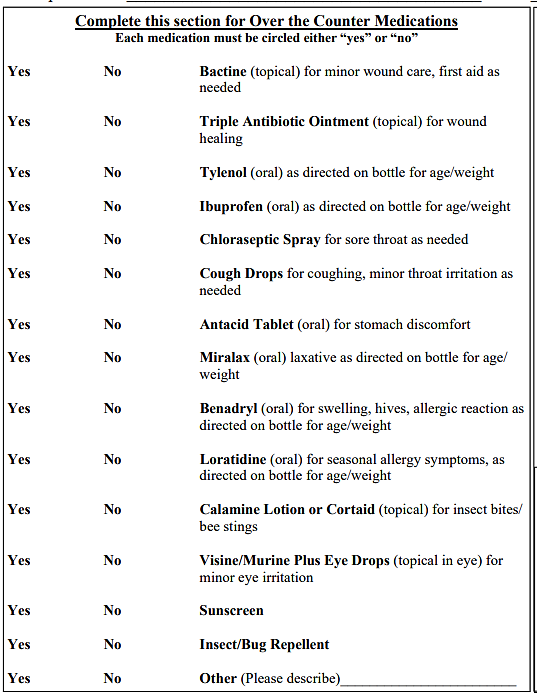 Complete this section for Over the Counter Medications
Each medication must be circled either “yes” or “no”
Yes No Bactine (topical) for minor wound care, first aid as
needed
Yes No Triple Antibiotic Ointment (topical) for wound
healing
Yes No Tylenol (oral) as directed on bottle for age/weight
Yes No Ibuprofen (oral) as directed on bottle for age/weight
Yes No Chloraseptic Spray for sore throat as needed
Yes No Cough Drops for coughing, minor throat irritation as
needed
Yes No Antacid Tablet (oral) for stomach discomfort
Yes No Miralax (oral) laxative as directed on bottle for age/
weight
Yes No Benadryl (oral) for swelling, hives, allergic reaction as
directed on bottle for age/weight
Yes No Loratidine (oral) for seasonal allergy symptoms, as
directed on bottle for age/weight
Yes No Calamine Lotion or Cortaid (topical) for insect bites/
bee stings
Yes No Visine/Murine Plus Eye Drops (topical in eye) for
minor eye irritation
Yes No Sunscreen
Yes No Insect/Bug Repellent
Yes No Other (Please describe)_________________________